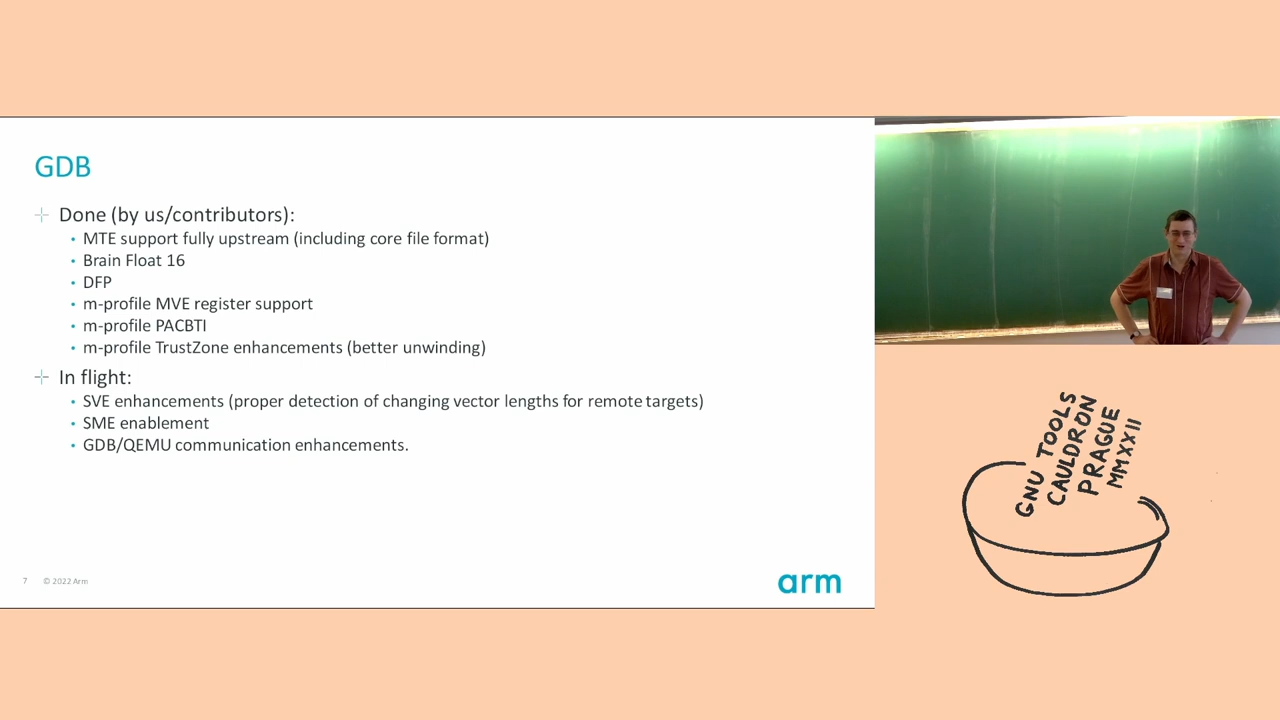 GDB
Done (by us/contributors):
MTE support fully upstream (including core file format)
Brain Float 16
DFP
m-profile MVE register support
m-profile PACBTI
m-profile TrustZone enhancements (better unwinding)
In flight:
SVE enhancements (proper detection of changing vector lengths for remote targets)
SME enablement
GDB/QEMU communication enhancements.
7 © 2022 Arm
arm
GNU TOOLS
CAULDRON
PRAGUE
MMXXII